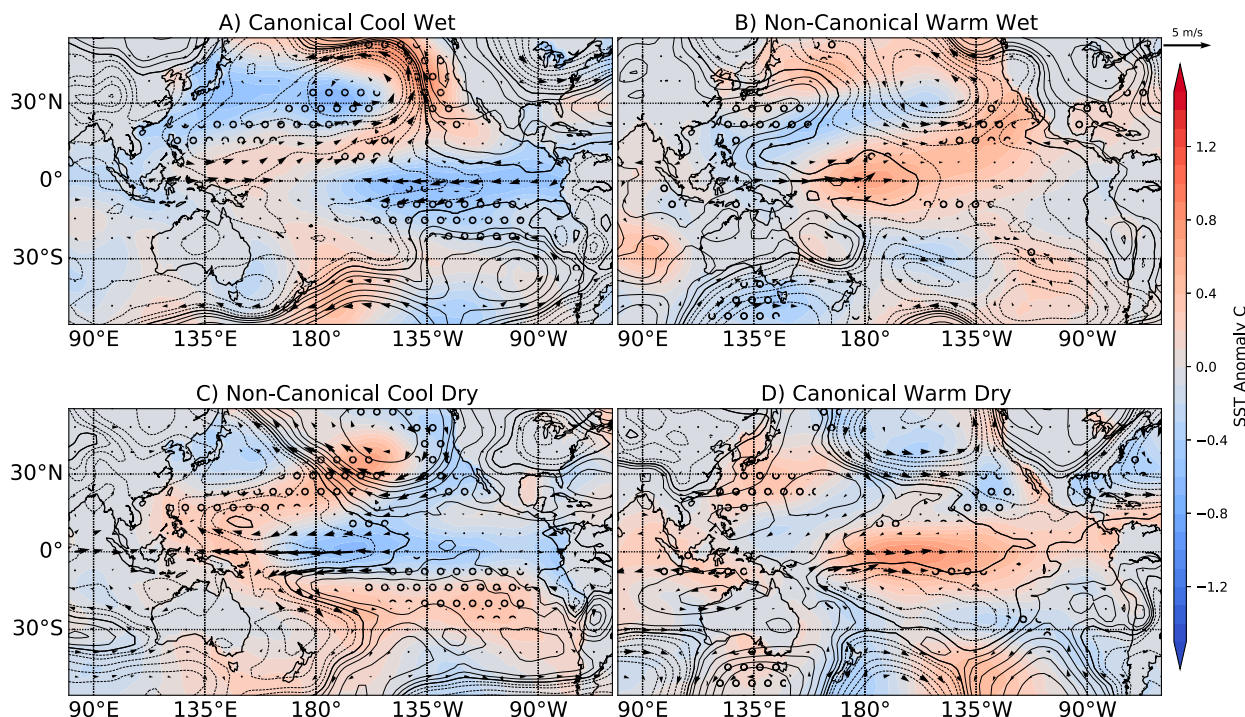 A) Canonical Cool Wet
B) Non-Canonical Warm Wet
5 m/s
30°N
0°
30°S
90°E 135°E 180° 135°W 90°W
90°E 135°E 180° 135°W 90°W
C) Non-Canonical Cool Dry
D) Canonical Warm Dry
30°N
0°
30°S
90°E 135°E 180° 135°W 90°W
90°E 135°E 180° 135°W 90°W
1.2
0.8
0.4
0.0
−0.4
−0.8
−1.2
SST Anomaly C